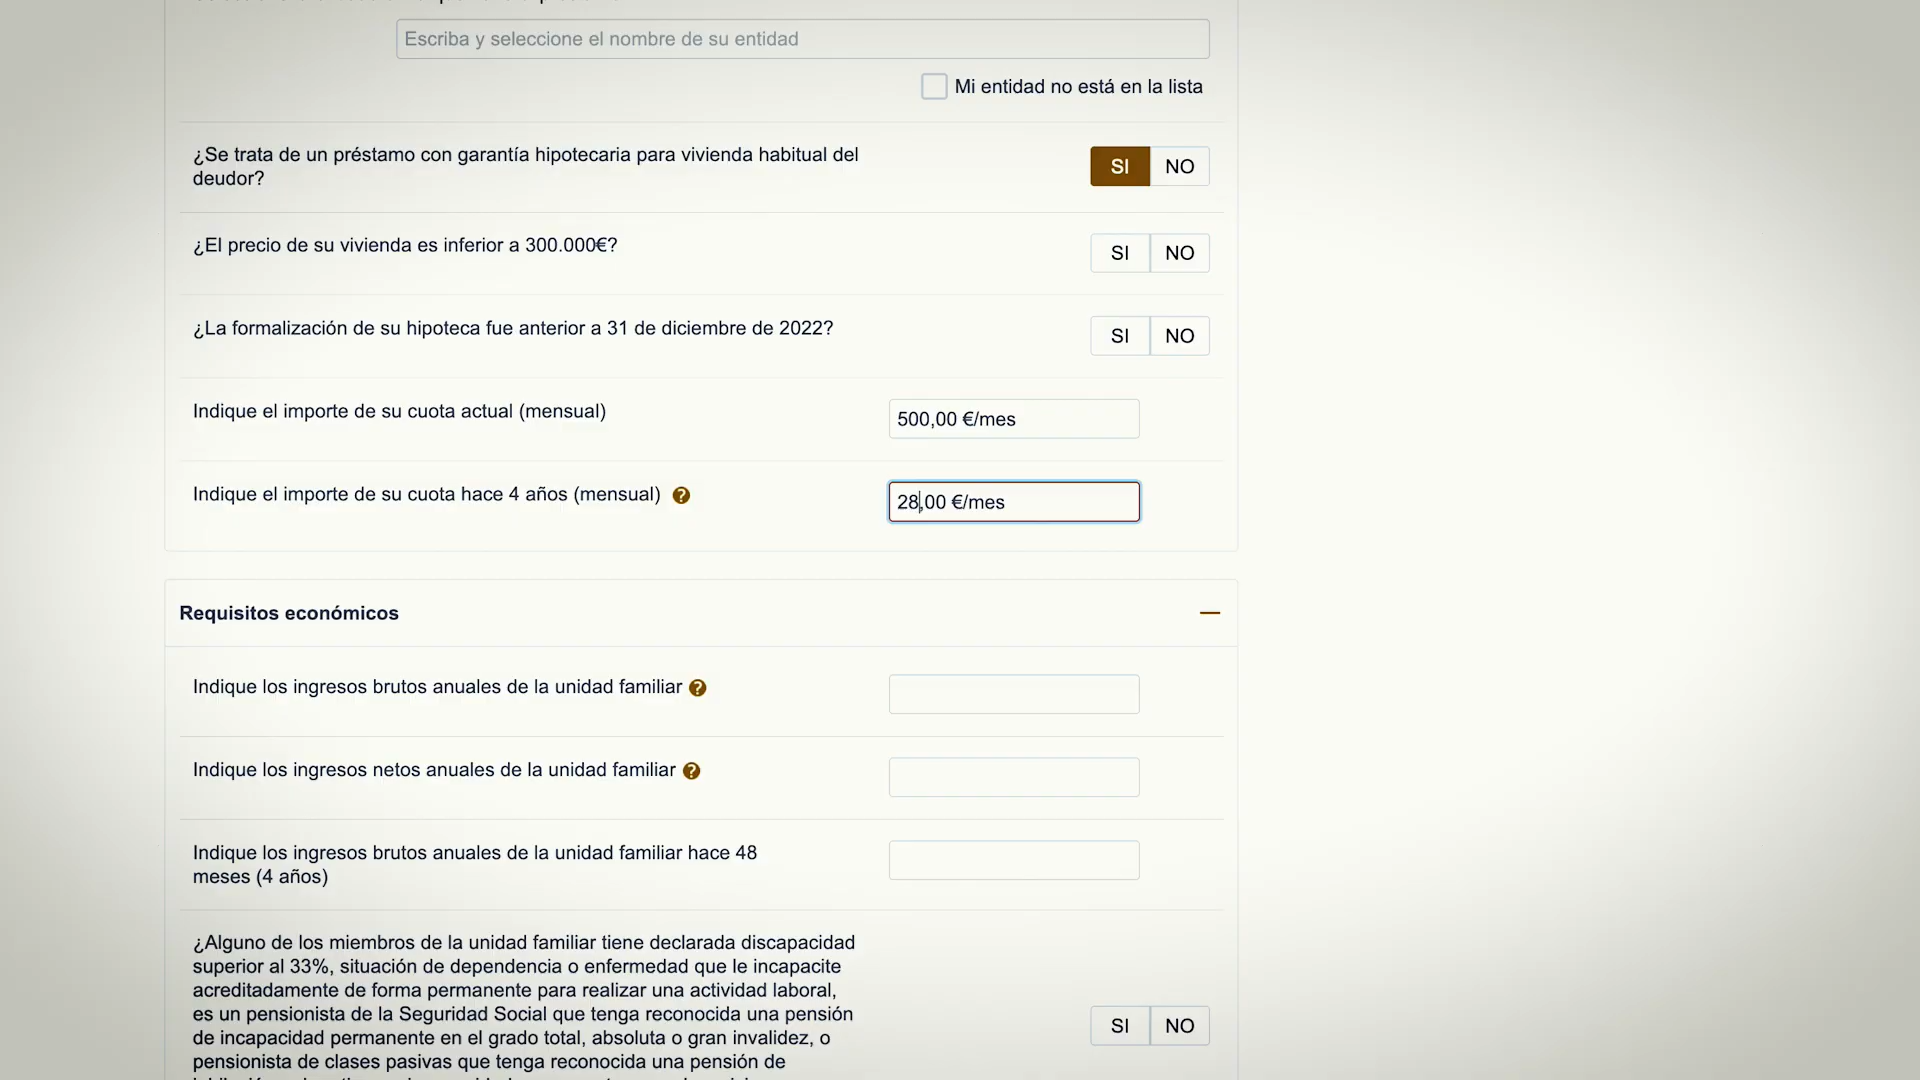 Escriba y seleccione el nombre de su entidad
Mi entidad no está en la lista
¿Se trata de un préstamo con garantía hipotecaria para vivienda habitual del
deudor?
SI NO
¿El precio de su vivienda es inferior a 300.000€?
SI NO
¿La formalización de su hipoteca fue anterior a 31 de diciembre de 2022?
SI NO
Indique el importe de su cuota actual (mensual)
500,00 €/mes
Indique el importe de su cuota hace 4 años (mensual) ?
28,00 €/mes
Requisitos económicos
Indique los ingresos brutos anuales de la unidad familiar ?
Indique los ingresos netos anuales de la unidad familiar ?
Indique los ingresos brutos anuales de la unidad familiar hace 48
meses (4 años)
¿Alguno de los miembros de la unidad familiar tiene declarada discapacidad
superior al 33%, situación de dependencia o enfermedad que le incapacite
acreditadamente de forma permanente para realizar una actividad laboral,
es un pensionista de la Seguridad Social que tenga reconocida una pensión
de incapacidad permanente en el grado total, absoluta o gran invalidez, o
pensionista de clases pasivas que tenga reconocida una pensión de
SI NO